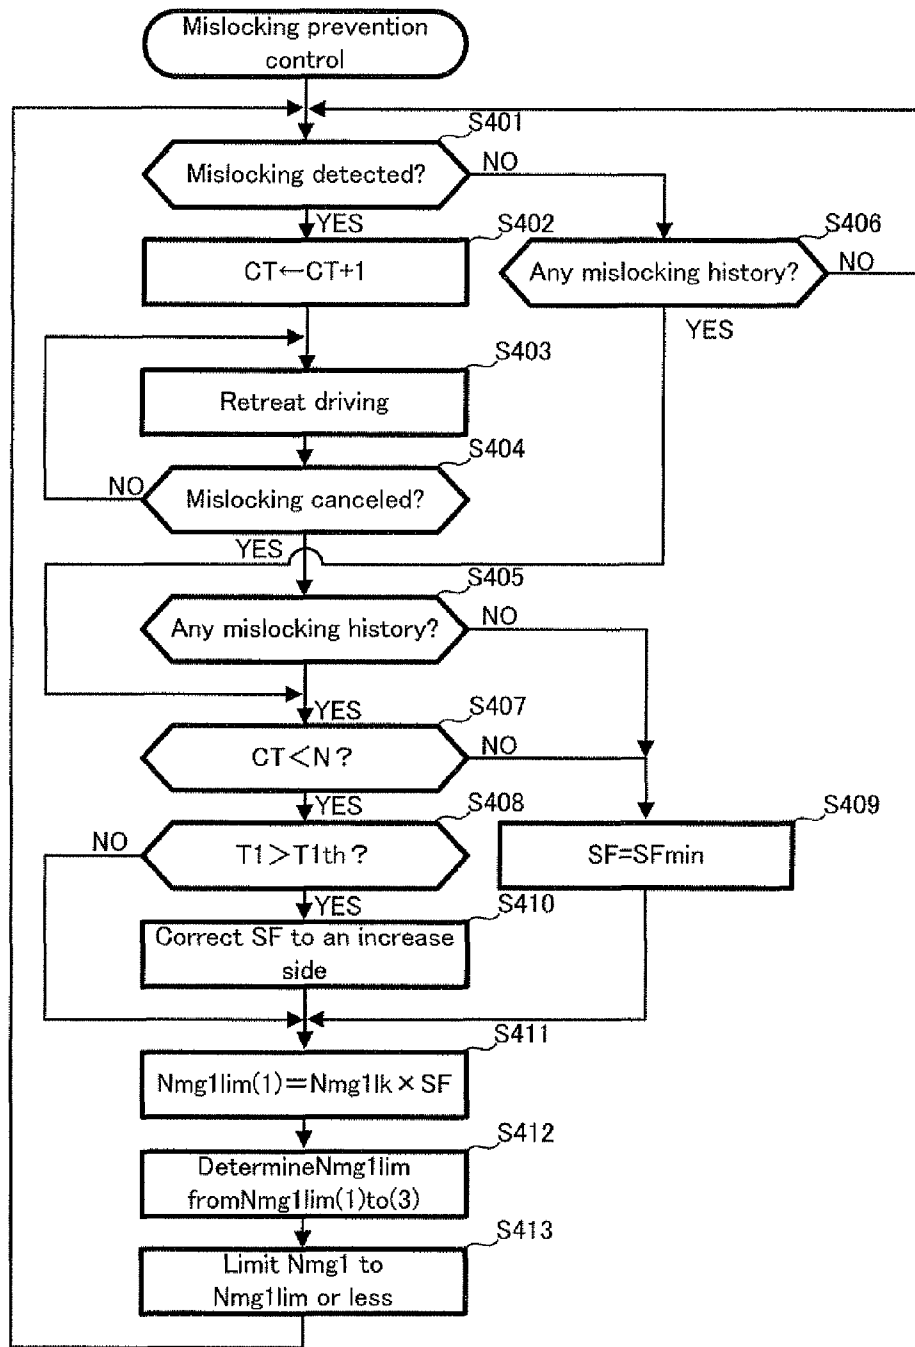 Mislocking prevention
control
S401
Mislocking detected?
NO
YES
S402
CT←CT+1
S406
Any mislocking history?
NO
YES
S403
Retreat driving
S404
Mislocking canceled?
NO
YES
S405
Any mislocking history?
NO
YES
S407
CT<N?
NO
YES
S408
T1>T1th?
NO
YES
S409
SF=SFmin
S410
Correct SF to an increase
side
S411
Nmg1lim(1)=Nmg1lk×SF
S412
DetermineNmg1lim
fromNmg1lim(1)to(3)
S413
Limit Nmg1 to
Nmg1lim or less